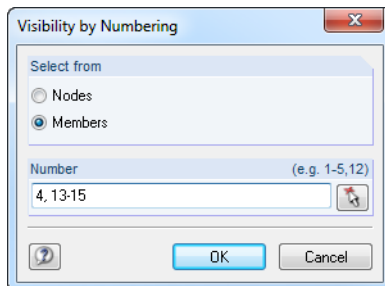 Visibility by Numbering
Select from
Nodes
Members
Number (e.g. 1-5,12)
4, 13-15
OK Cancel